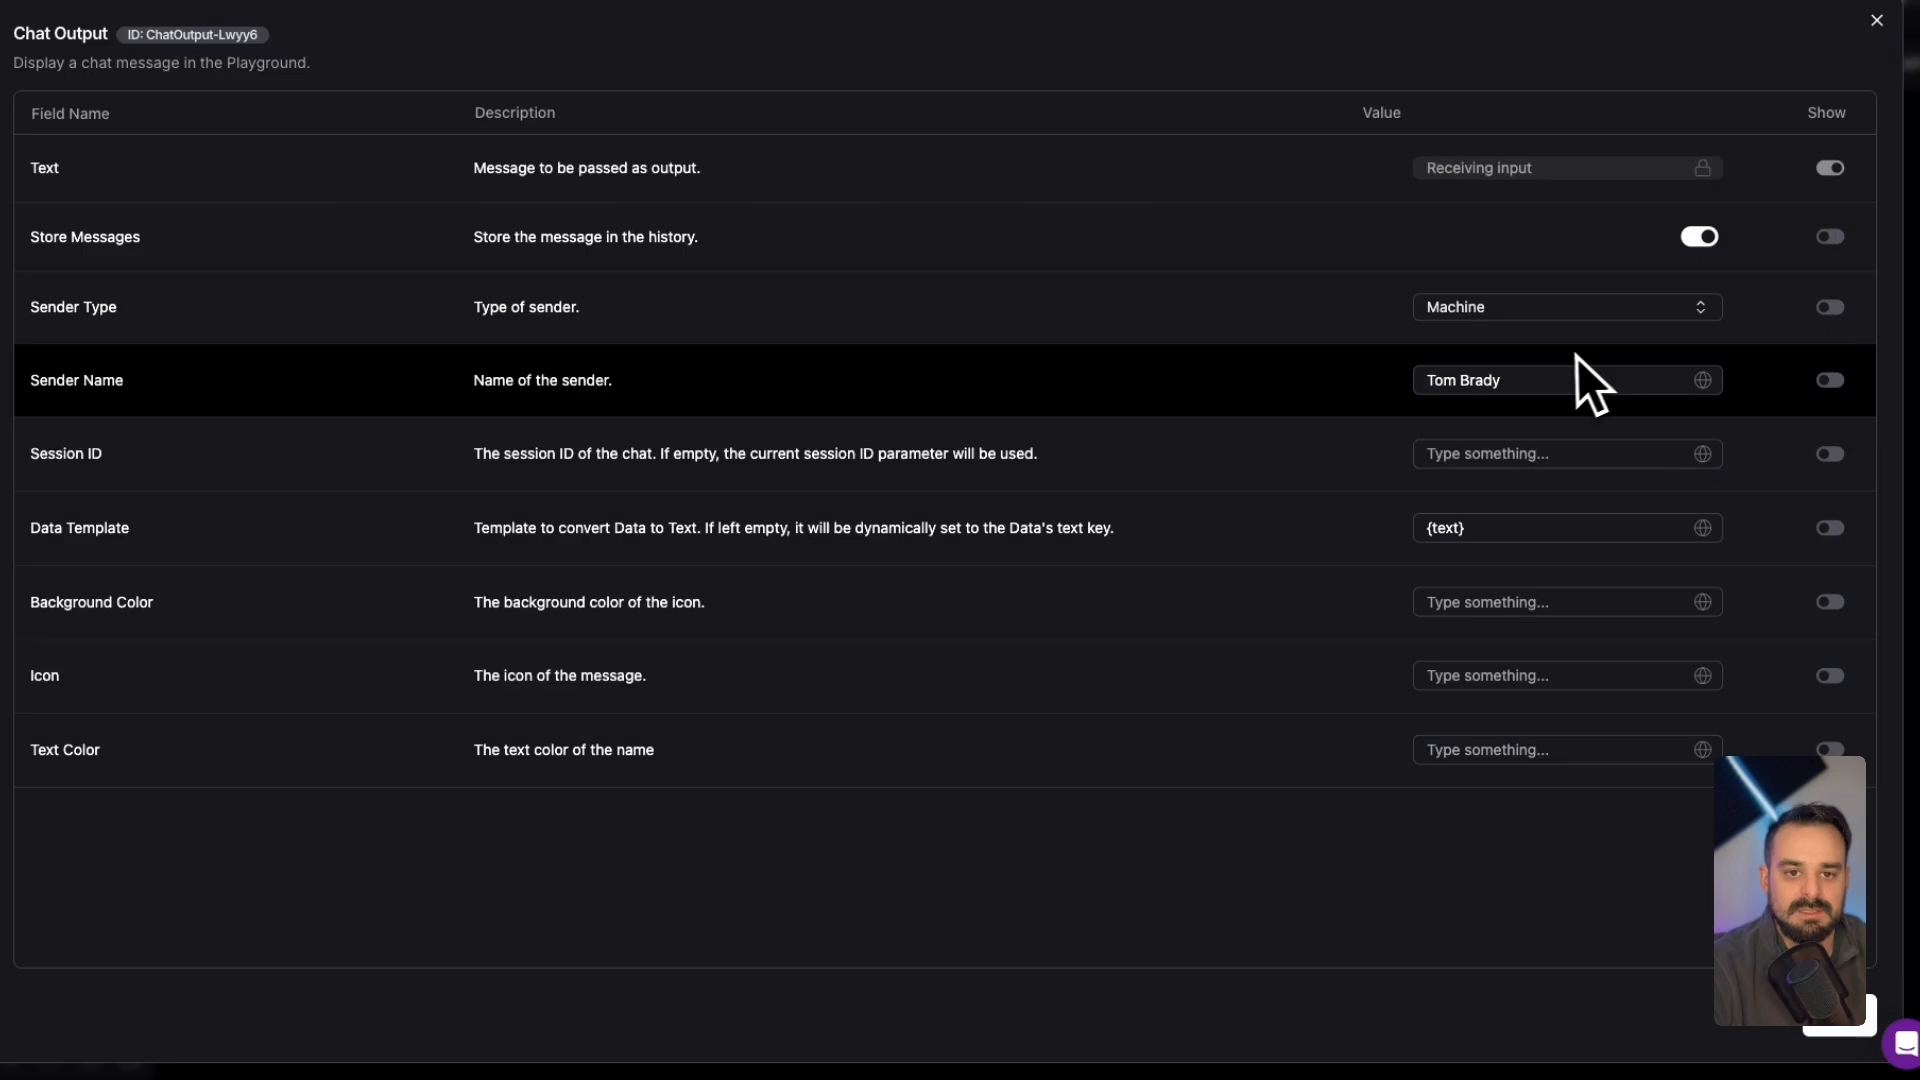 Chat Output ID: ChatOutput-Lwyy6
Display a chat message in the Playground.
Field Name Description Value Show
Text Message to be passed as output. Receiving input
Store Messages Store the message in the history.
Sender Type Type of sender. Machine
Sender Name Name of the sender. Tom Brady
Session ID The session ID of the chat. If empty, the current session ID parameter will be used. Type something...
Data Template Template to convert Data to Text. If left empty, it will be dynamically set to the Data's text key. {text}
Background Color The background color of the icon. Type something...
Icon The icon of the message. Type something...
Text Color The text color of the name Type something...